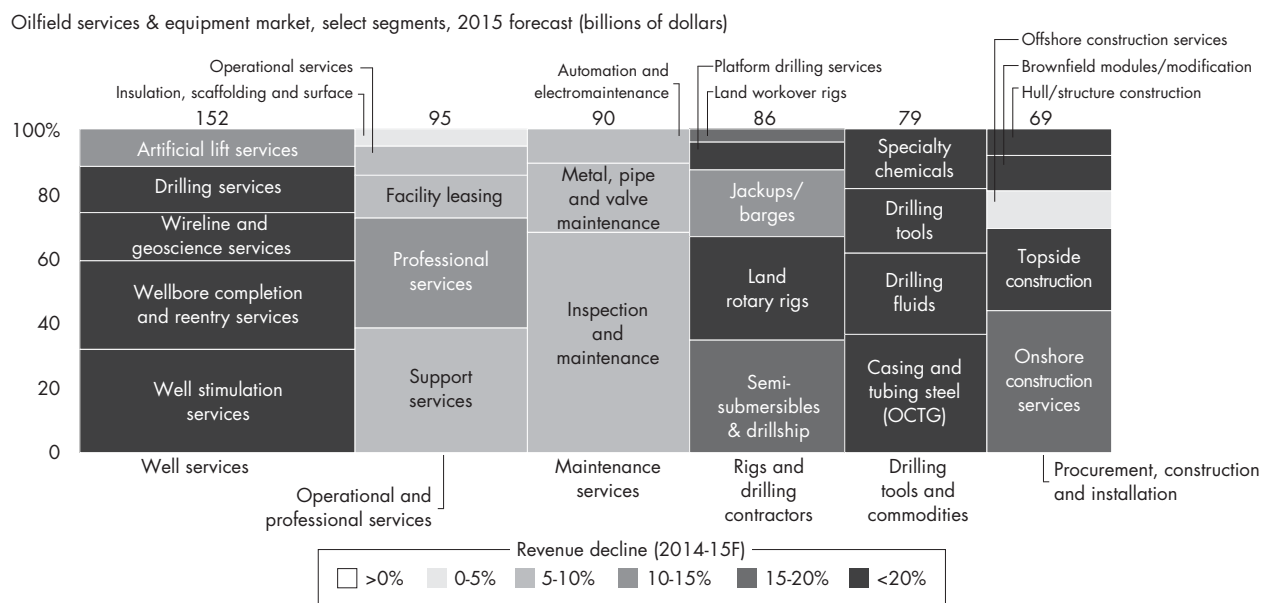 Oilfield services & equipment market, select segments, 2015 forecast (billions of dollars)
Offshore construction services
Operational services
Automation and
electromaintenance
Platform drilling services
Brownfield modules/modification
Insulation, scaffolding and surface
Land workover rigs
Hull/structure construction
152
95
90
86
79
69
100%
80
60
40
20
0
Artificial lift services
Drilling services
Wireline and
geoscience services
Wellbore completion
and reentry services
Well stimulation
services
Facility leasing
Professional
services
Support
services
Metal, pipe
and valve
maintenance
Inspection
and
maintenance
Jackups/
barges
Land
rotary rigs
Semi-
submersibles
& drillship
Specialty
chemicals
Drilling
tools
Drilling
fluids
Casing and
tubing steel
(OCTG)
Topside
construction
Onshore
construction
services
Well services
Operational and
professional services
Maintenance
services
Rigs and
drilling
contractors
Drilling
tools and
commodities
Procurement, construction
and installation
Revenue decline (2014-15F)
>0%
0-5%
5-10%
10-15%
15-20%
<20%